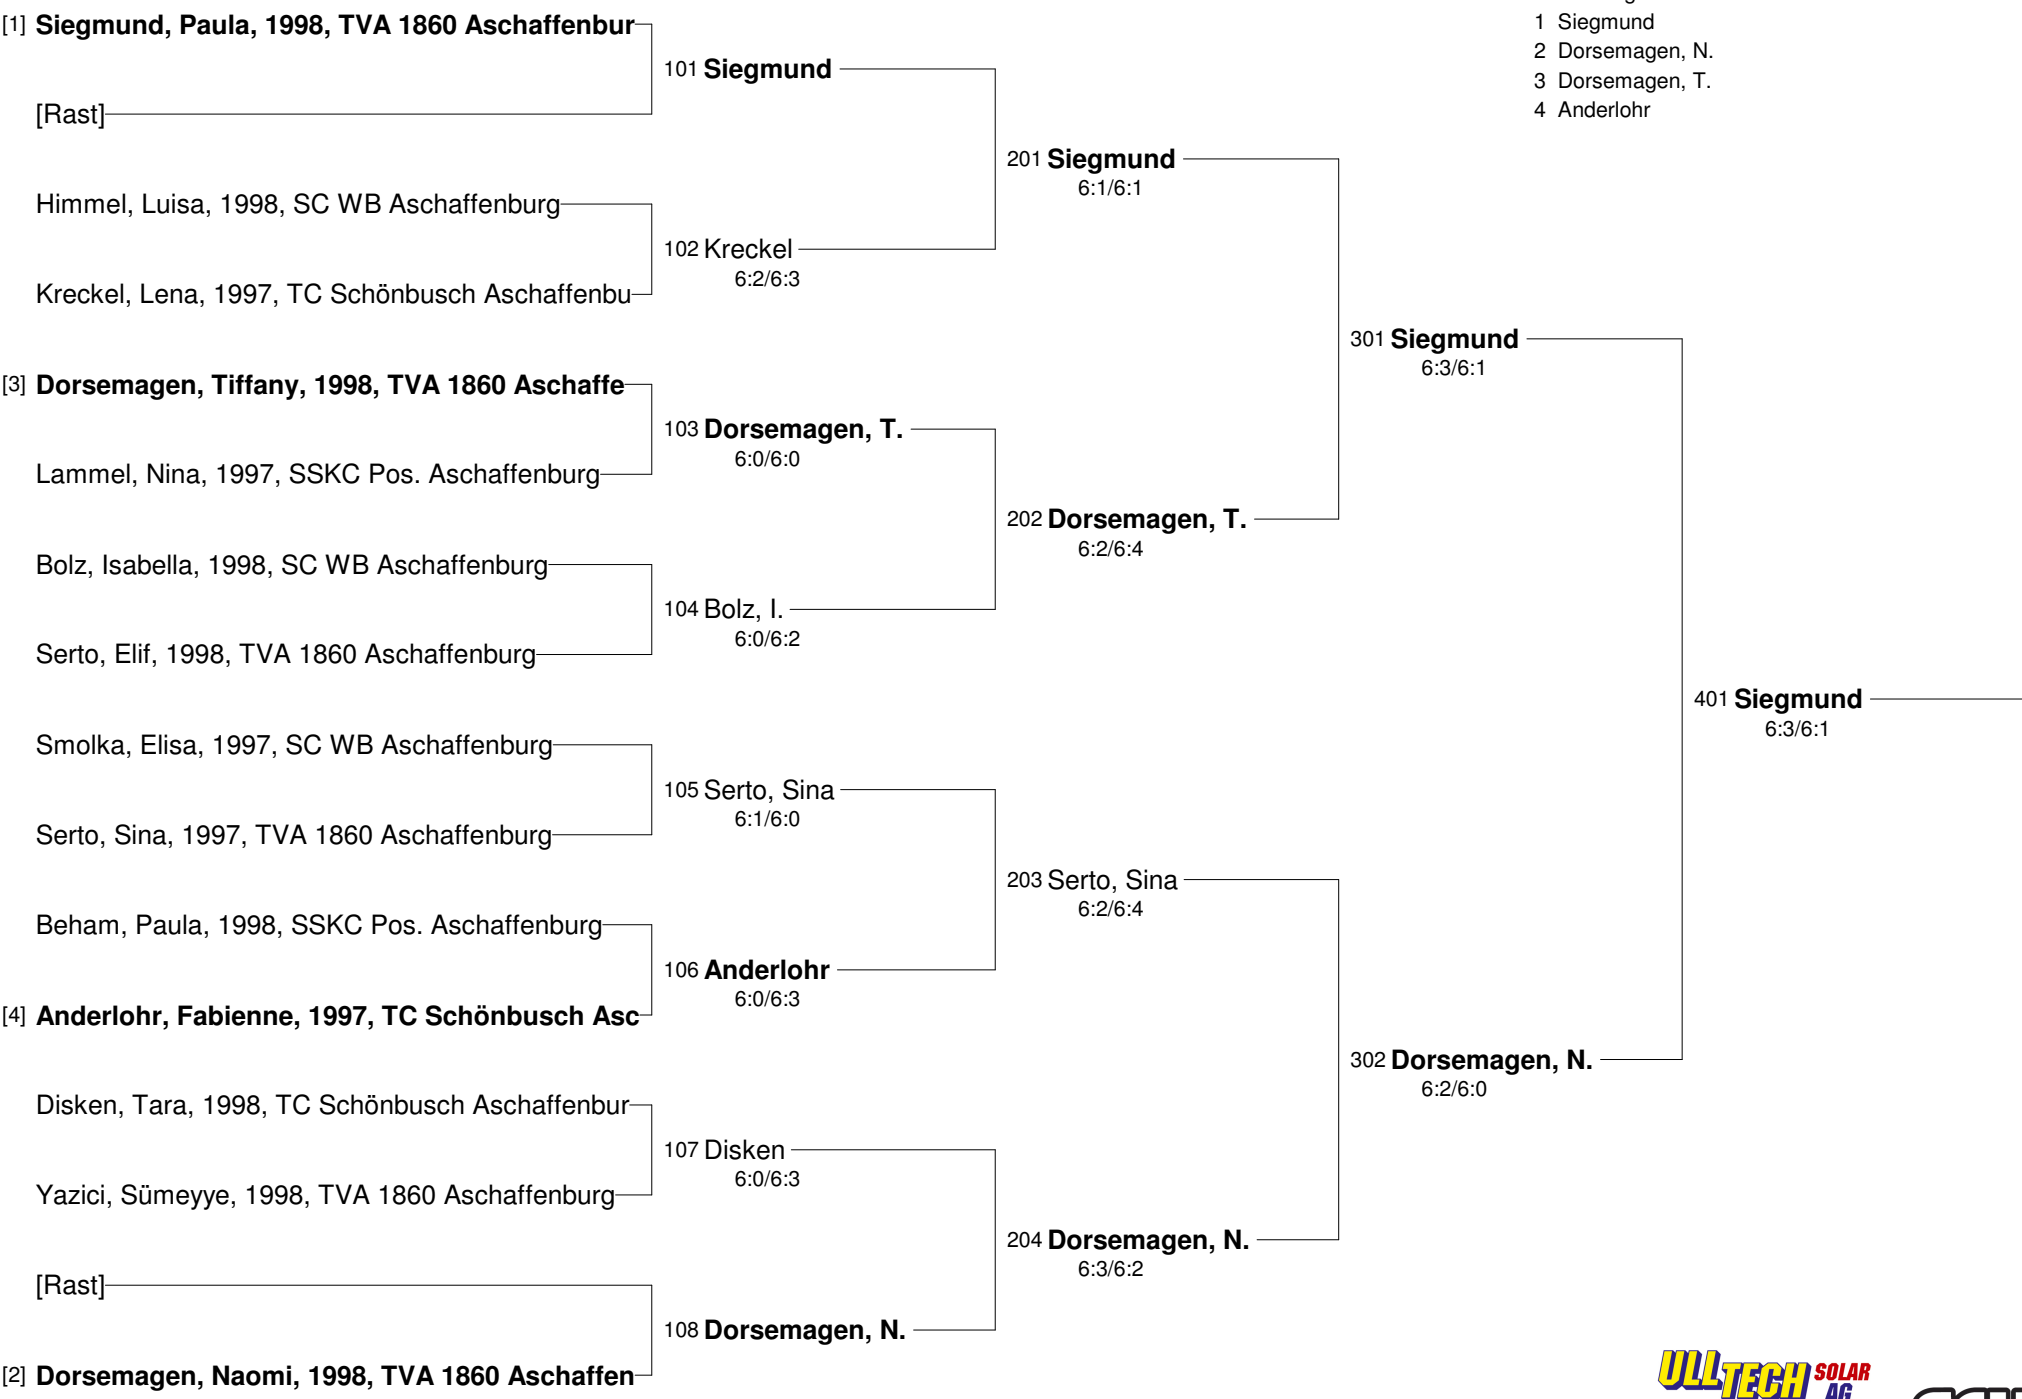 [1] Siegmund, Paula, 1998, TVA 1860 Aschaffenbur
1 Siegmund
2 Dorsemagen, N.
3 Dorsemagen, T.
4 Anderlohr
101 Siegmund
[Rast]
201 Siegmund
6:1/6:1
Himmel, Luisa, 1998, SC WB Aschaffenburg
102 Kreckel
6:2/6:3
Kreckel, Lena, 1997, TC Schönbusch Aschaffenbu
301 Siegmund
6:3/6:1
[3] Dorsemagen, Tiffany, 1998, TVA 1860 Aschaffe
103 Dorsemagen, T.
6:0/6:0
Lammel, Nina, 1997, SSKC Pos. Aschaffenburg
202 Dorsemagen, T.
6:2/6:4
Bolz, Isabella, 1998, SC WB Aschaffenburg
104 Bolz, I.
6:0/6:2
Serto, Elif, 1998, TVA 1860 Aschaffenburg
401 Siegmund
6:3/6:1
Smolka, Elisa, 1997, SC WB Aschaffenburg
105 Serto, Sina
6:1/6:0
Serto, Sina, 1997, TVA 1860 Aschaffenburg
203 Serto, Sina
6:2/6:4
Beham, Paula, 1998, SSKC Pos. Aschaffenburg
106 Anderlohr
6:0/6:3
[4] Anderlohr, Fabienne, 1997, TC Schönbusch Asc
302 Dorsemagen, N.
6:2/6:0
Disken, Tara, 1998, TC Schönbusch Aschaffenbur
107 Disken
6:0/6:3
Yazici, Sümeyye, 1998, TVA 1860 Aschaffenburg
204 Dorsemagen, N.
6:3/6:2
[Rast]
108 Dorsemagen, N.
[2] Dorsemagen, Naomi, 1998, TVA 1860 Aschaffen
ULLTECH SOLAR AG